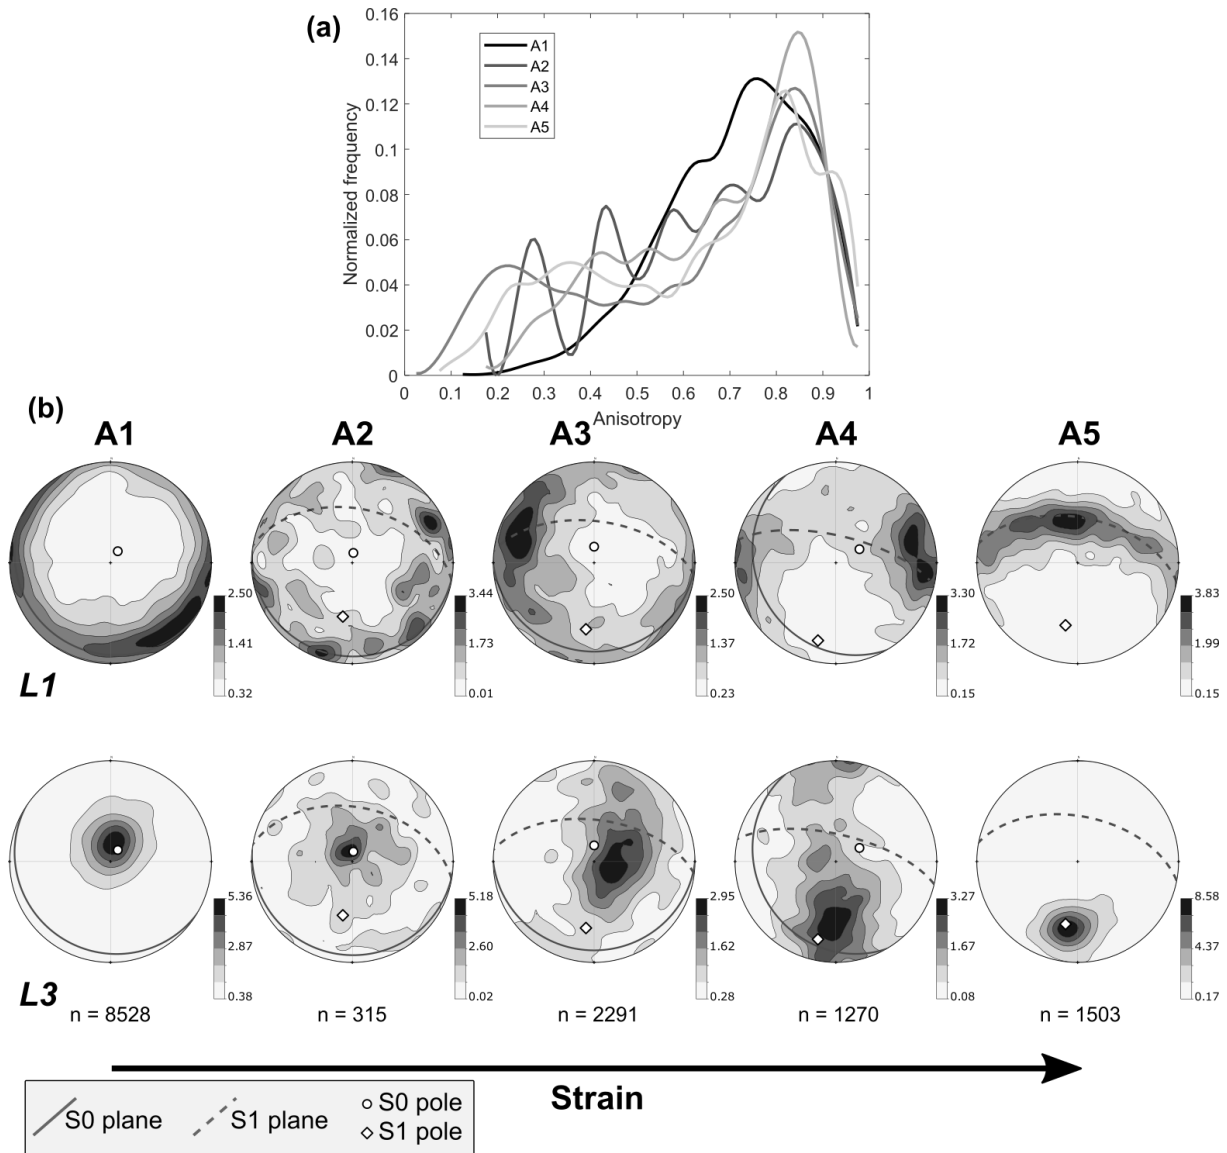 (a)
0.16
0.14
0.12
0.1
0.08
0.06
0.04
0.02
0
Normalized frequency
A1
A2
A3
A4
A5
0 0.1 0.2 0.3 0.4 0.5 0.6 0.7 0.8 0.9 1
Anisotropy
(b)
A1 A2 A3 A4 A5
2.50 3.44 2.50 3.30 3.83
1.41 1.73 1.37 1.72 1.99
0.32 0.01 0.23 0.15 0.15
L1
5.36 5.18 2.95 3.27 8.58
2.87 2.60 1.62 1.67 4.37
0.38 0.02 0.28 0.08 0.17
L3
n = 8528 n = 315 n = 2291 n = 1270 n = 1503
Strain
S0 plane S1 plane S0 pole
S1 pole